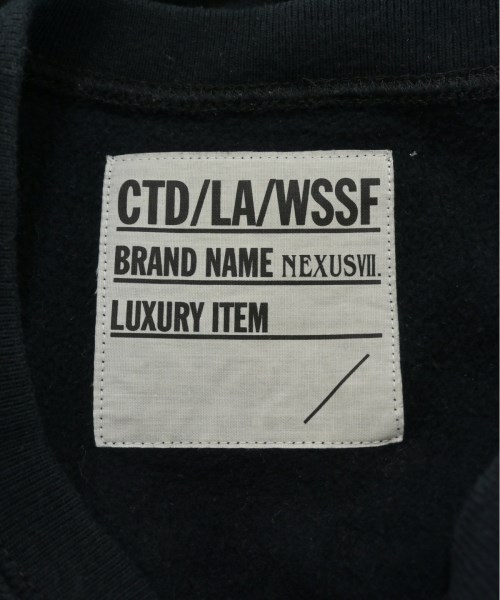 CTD/LA/WSSF
BRAND NAME NEXUSVII.
LUXURY ITEM
/